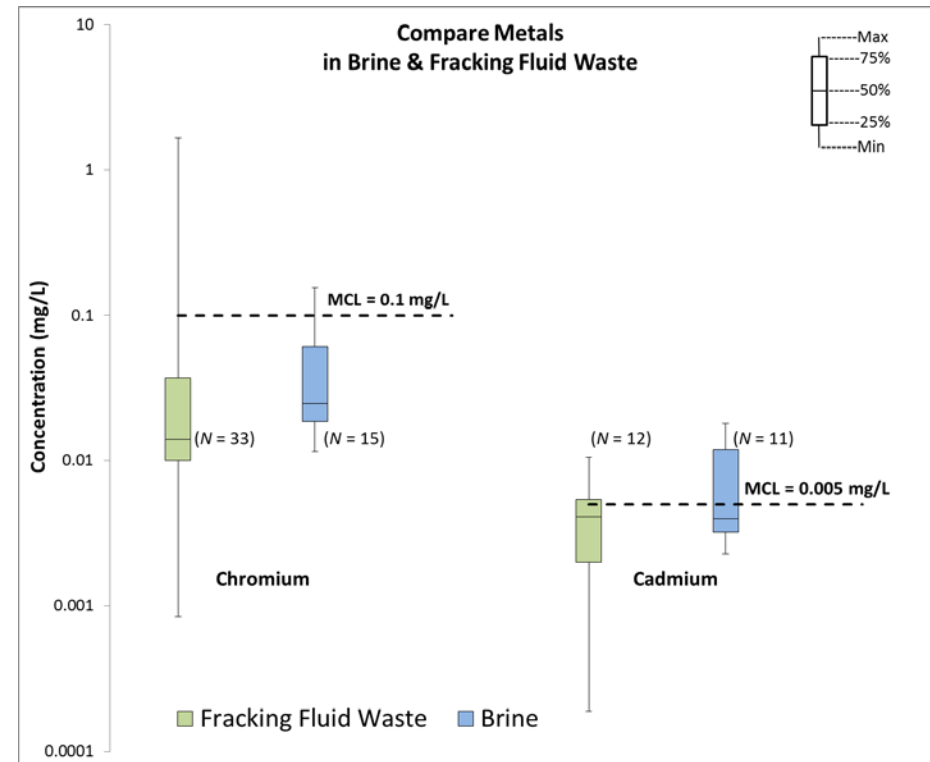 Compare Metals
in Brine & Fracking Fluid Waste
Max
75%
50%
25%
Min
Concentration (mg/L)
10
1
0.1
0.01
0.001
0.0001
MCL = 0.1 mg/L
(N = 33)
(N = 15)
(N = 12)
(N = 11)
MCL = 0.005 mg/L
Chromium
Cadmium
Fracking Fluid Waste
Brine